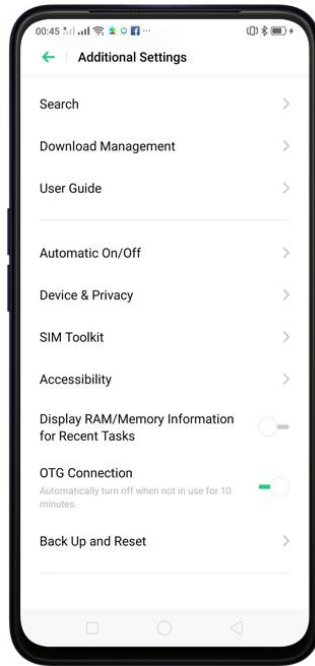 00:45
Additional Settings
Search
Download Management
User Guide
Automatic On/Off
Device & Privacy
SIM Toolkit
Accessibility
Display RAM/Memory Information
for Recent Tasks
OTG Connection
Automatically turn off when not in use for 10
minutes.
Back Up and Reset